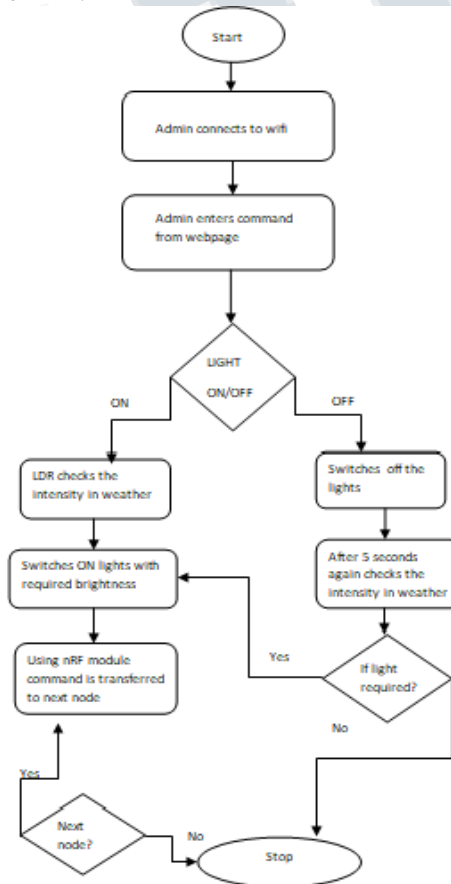 Start
Admin connects to wifi
Admin enters command
from webpage
LIGHT
ON/OFF
ON
OFF
LDR checks the
intensity in weather
Switches off the
lights
Switches ON lights with
required brightness
After 5 seconds
again checks the
intensity in weather
Using nRF module
command is transferred
to next node
Yes
If light
required?
No
Yes
Next
node?
No
Stop